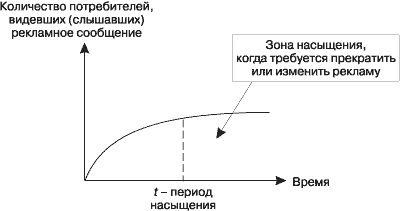 Количество потребителей,
видевших (слышавших)
рекламное сообщение
Зона насыщения,
когда требуется прекратить
или изменить рекламу
Время
t – период
насыщения